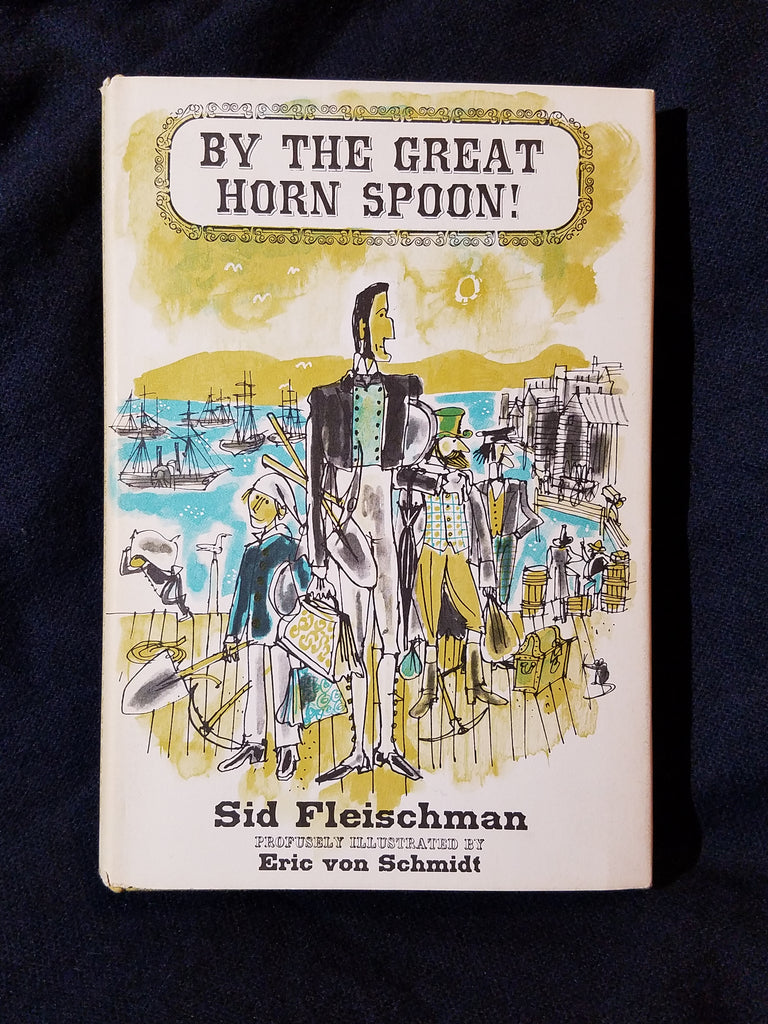 BY THE GREAT
HORN SPOON!
Sid Fleischman
PROFUSELY ILLUSTRATED BY
Eric von Schmidt